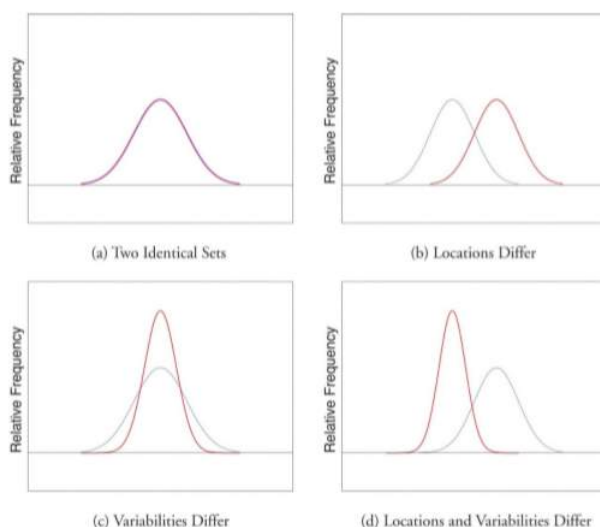 Relative Frequency
Relative Frequency
(a) Two Identical Sets
(b) Locations Differ
Relative Frequency
Relative Frequency
(c) Variabilities Differ
(d) Locations and Variabilities Differ